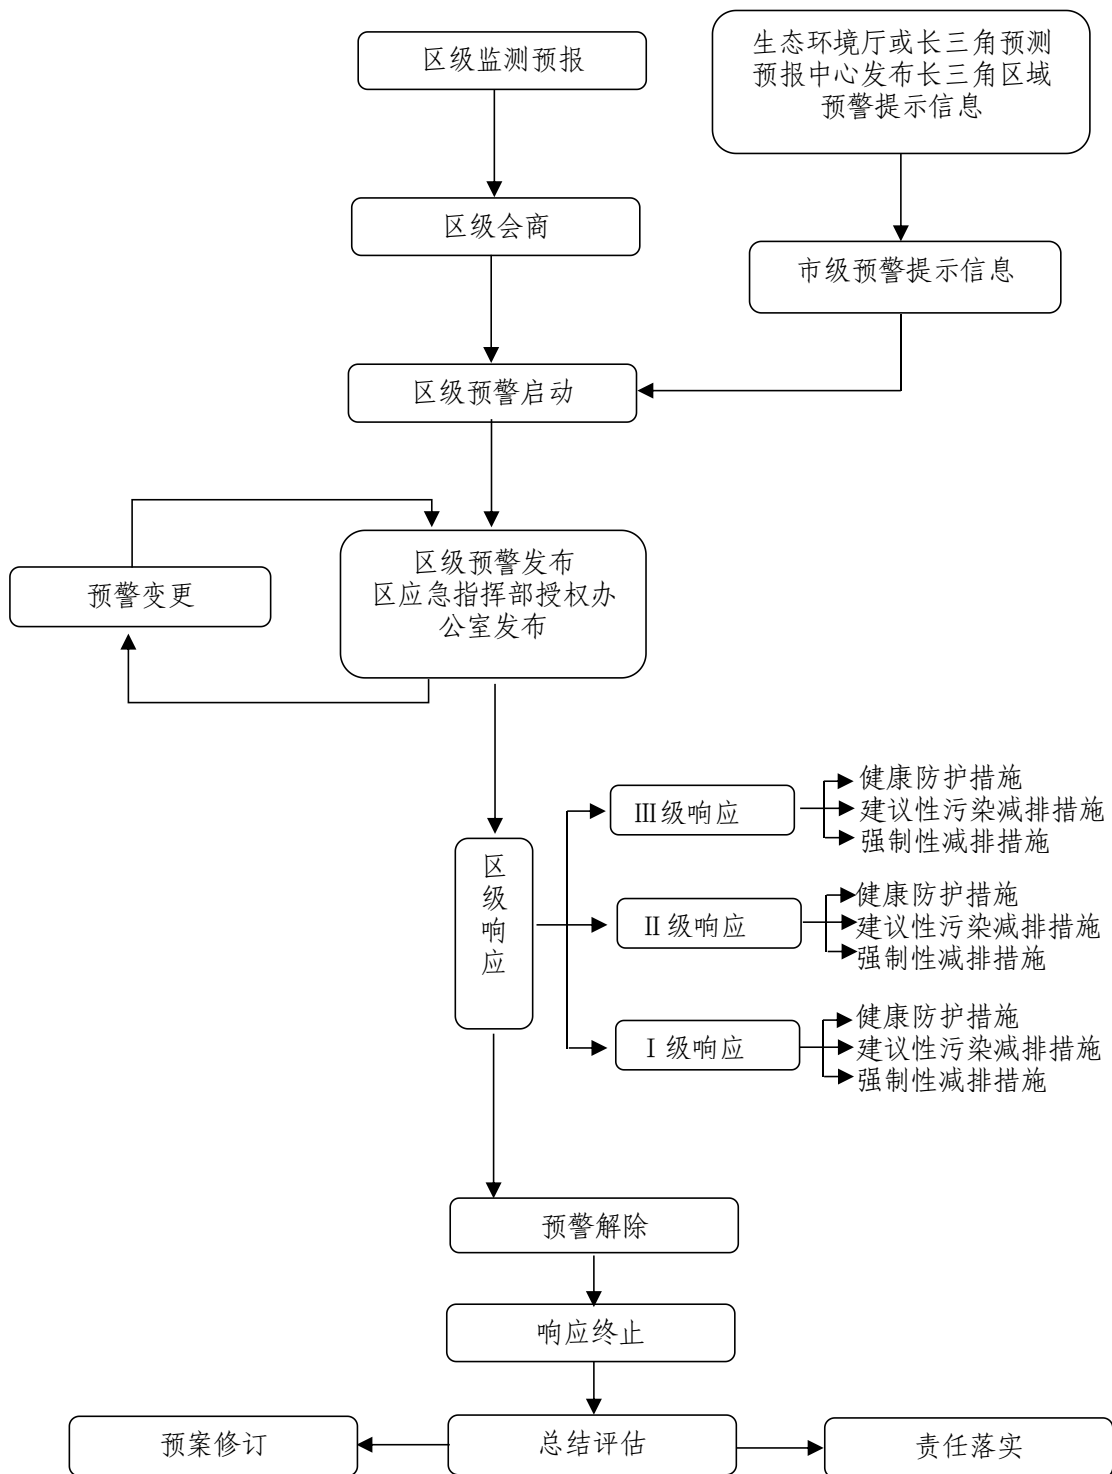 区级监测预报
生态环境厅或长三角预测
预报中心发布长三角区域
预警提示信息
区级会商
市级预警提示信息
区级预警启动
区级预警发布
区应急指挥部授权办
公室发布
预警变更
区
级
响
应
Ⅲ级响应
健康防护措施
建议性污染减排措施
强制性减排措施
Ⅱ级响应
健康防护措施
建议性污染减排措施
强制性减排措施
Ⅰ级响应
健康防护措施
建议性污染减排措施
强制性减排措施
预警解除
响应终止
预案修订
总结评估
责任落实